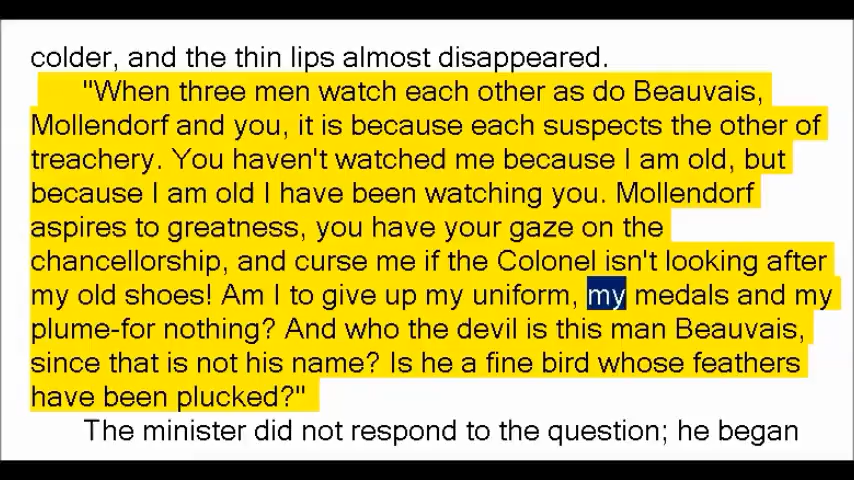 colder, and the thin lips almost disappeared.
"When three men watch each other as do Beauvais,
Mollendorf and you, it is because each suspects the other of
treachery. You haven't watched me because I am old, but
because I am old I have been watching you. Mollendorf
aspires to greatness, you have your gaze on the
chancellorship, and curse me if the Colonel isn't looking after
my old shoes! Am I to give up my uniform, my medals and my
plume-for nothing? And who the devil is this man Beauvais,
since that is not his name? Is he a fine bird whose feathers
have been plucked?"
The minister did not respond to the question; he began